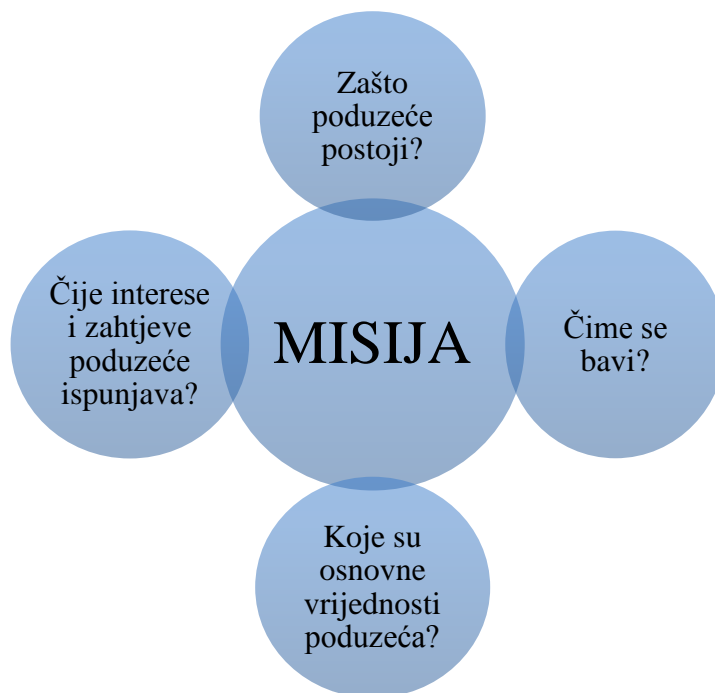 Zašto
poduzeće
postoji?
Čije interese
i zahtjeve
poduzeće
ispunjava?
MISIJA
Čime se
bavi?
Koje su
osnovne
vrijednosti
poduzeća?